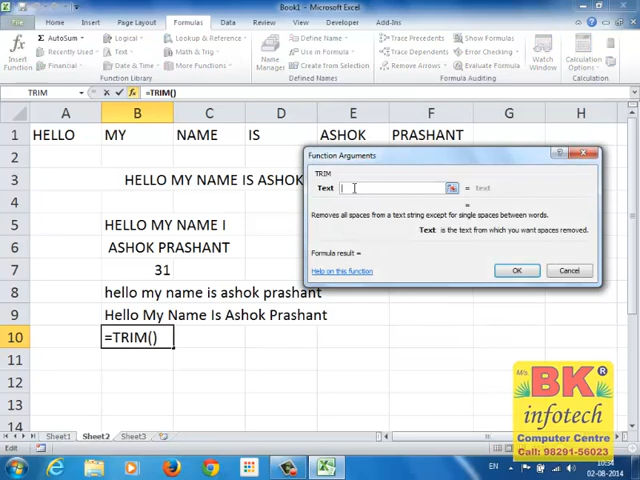 Book1 - Microsoft Excel
File
Home
Insert
Page Layout
Formulas
Data
Review
View
Developer
Add-Ins
fx
Insert Function
Σ AutoSum
Recently Used
Financial
Logical
Text
Date & Time
Lookup & Reference
Math & Trig
More Functions
Function Library
Name Manager
Define Name
Use in Formula
Create from Selection
Defined Names
Trace Precedents
Trace Dependents
Remove Arrows
Show Formulas
Error Checking
Evaluate Formula
Formula Auditing
Watch Window
Calculation Options
Calculation
TRIM
fx
=TRIM()
A B C D E F G H
1 HELLO MY NAME IS ASHOK PRASHANT
2
3 HELLO MY NAME IS ASHOK
4
5 HELLO MY NAME I
6 ASHOK PRASHANT
7 31
8 hello my name is ashok prashant
9 Hello My Name Is Ashok Prashant
10 =TRIM()
11
12
13
14
Function Arguments
TRIM
Text = text
=
Removes all spaces from a text string except for single spaces between words.
Text is the text from which you want spaces removed.
Formula result =
Help on this function
OK
Cancel
M/s.
BK ®
infotech
Computer Centre
Call: 98291-56023
Sheet1
Sheet2
Sheet3
Edit
EN
10:54
02-08-2014